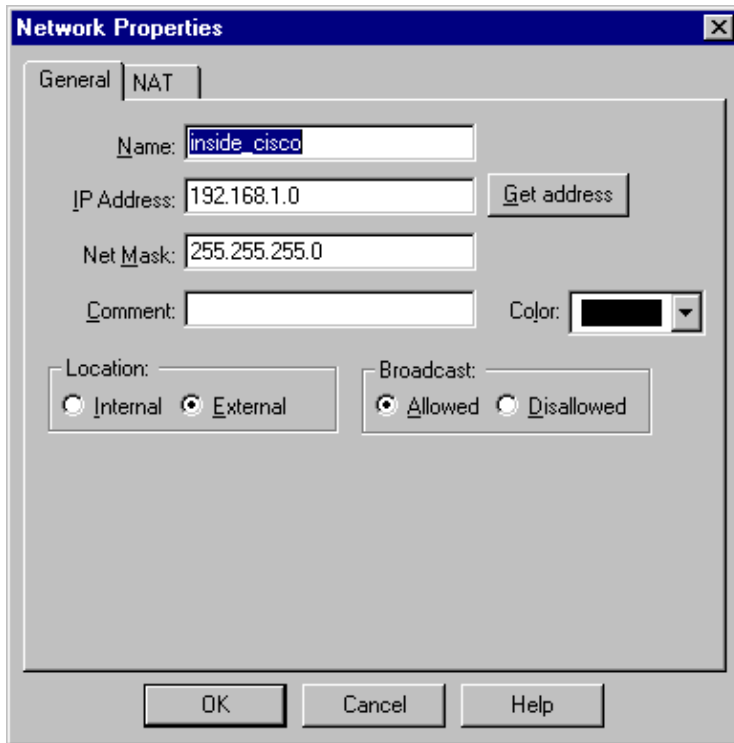 Network Properties
General NAT
Name: inside_cisco
IP Address: 192.168.1.0 Get address
Net Mask: 255.255.255.0
Comment: Color:
Location: Broadcast:
Internal External Allowed Disallowed
OK Cancel Help